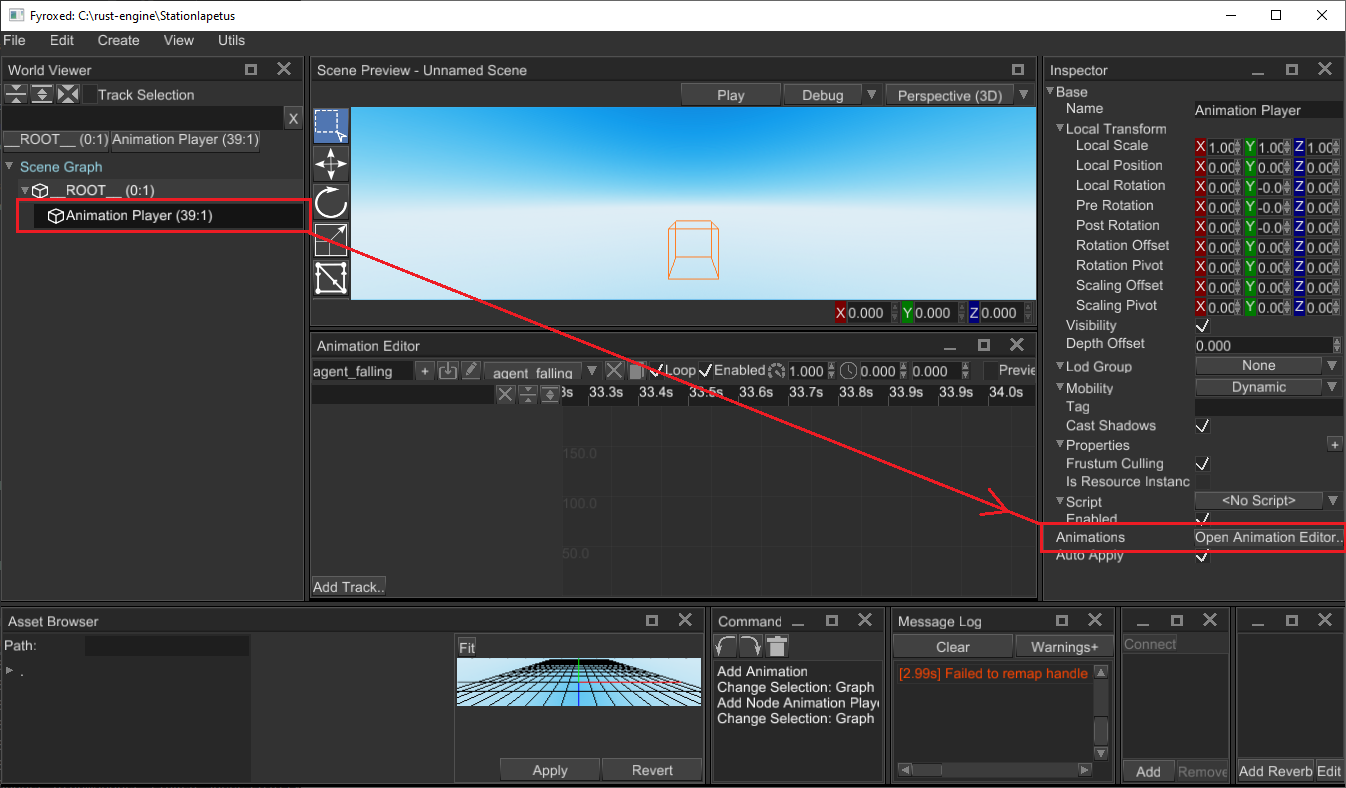 Fyroxed: C:\rust-engine\StationIapetus
File Edit Create View Utils
World Viewer
Track Selection
X
__ROOT__ (0:1) Animation Player (39:1)
Scene Graph
__ROOT__ (0:1)
Animation Player (39:1)
Scene Preview - Unnamed Scene
Play Debug Perspective (3D)
X 0.000 Y 0.000 Z 0.000
Animation Editor
agent_falling + agent_falling Loop Enabled 1.000 0.000 0.000 Previe
3s 33.3s 33.4s 33.5s 33.6s 33.7s 33.8s 33.9s 33.9s 34.0s
150.0
100.0
50.0
Add Track..
Inspector
Base
Name Animation Player
Local Transform
Local Scale X 1.00 Y 1.00 Z 1.00
Local Position X 0.00 Y 0.00 Z 0.00
Local Rotation X 0.00 Y -0.0 Z 0.00
Pre Rotation X 0.00 Y -0.0 Z 0.00
Post Rotation X 0.00 Y -0.0 Z 0.00
Rotation Offset X 0.00 Y 0.00 Z 0.00
Rotation Pivot X 0.00 Y 0.00 Z 0.00
Scaling Offset X 0.00 Y 0.00 Z 0.00
Scaling Pivot X 0.00 Y 0.00 Z 0.00
Visibility
Depth Offset 0.000
Lod Group None
Mobility Dynamic
Tag
Cast Shadows
Properties +
Frustum Culling
Is Resource Instanc
Script <No Script>
Enabled
Animations Open Animation Editor..
Auto Apply
Asset Browser
Path:
.
Fit
Apply Revert
Command
Add Animation
Change Selection: Graph
Add Node Animation Playe
Change Selection: Graph
Message Log
Clear Warnings+
[2.99s] Failed to remap handle
Connect
Add Remove
Add Reverb Edit